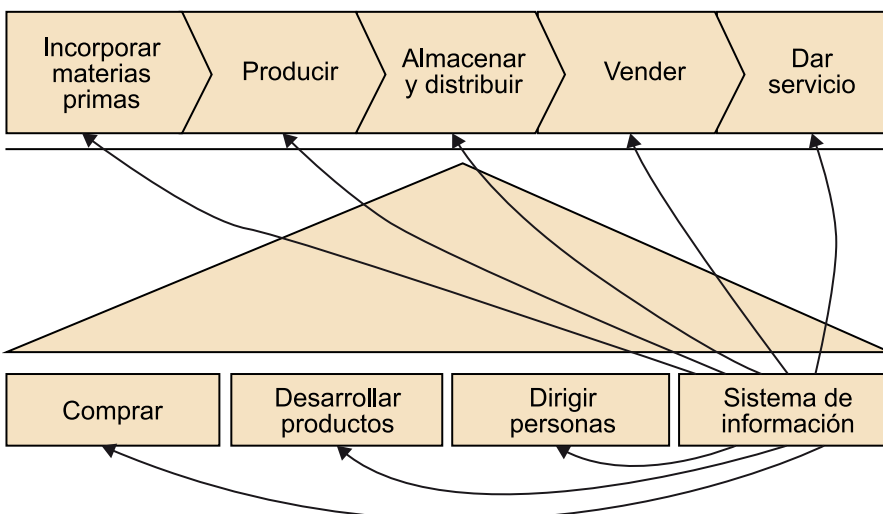 Incorporar
materias
primas
Producir
Almacenar
y distribuir
Vender
Dar
servicio
Comprar
Desarrollar
productos
Dirigir
personas
Sistema de
información